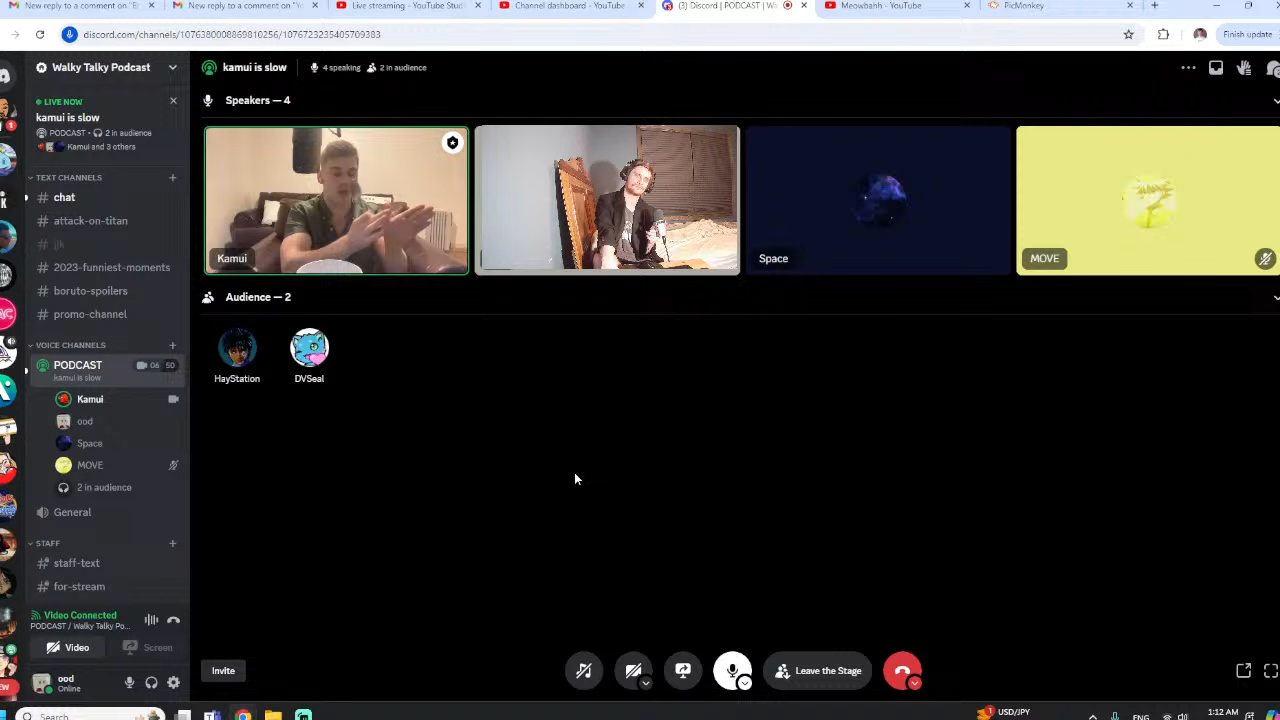 New reply to a comment on "E
New reply to a comment on "Yo
Live streaming - YouTube Studi
Channel dashboard - YouTube
(3) Discord | PODCAST | Wa
Meowbahh - YouTube
PicMonkey
discord.com/channels/1076380008869810256/1076723235405709383
Finish update
Walky Talky Podcast
kamui is slow
4 speaking
2 in audience
LIVE NOW
kamui is slow
PODCAST • 2 in audience
Kamui and 3 others
Speakers — 4
TEXT CHANNELS
chat
attack-on-titan
jjk
2023-funniest-moments
boruto-spoilers
promo-channel
Kamui
Space
MOVE
Audience — 2
HayStation
DVSeal
VOICE CHANNELS
PODCAST
06 50
kamui is slow
Kamui
ood
Space
MOVE
2 in audience
General
STAFF
staff-text
for-stream
Video Connected
PODCAST / Walky Talky Po...
Video
Screen
Invite
Leave the Stage
ood
Online
Search
USD/JPY
ENG
1:12 AM